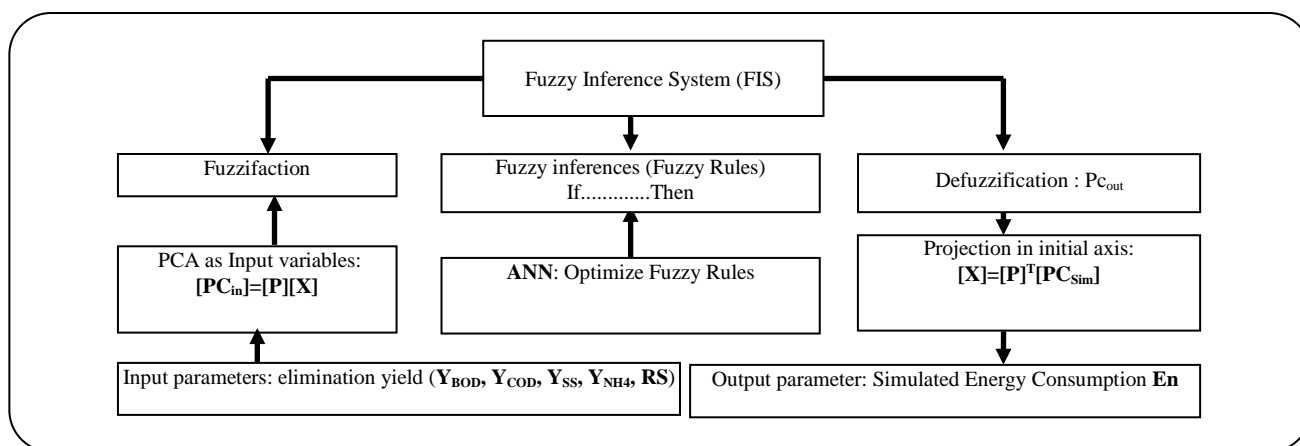 Fuzzy Inference System (FIS)
Fuzzifaction
Fuzzy inferences (Fuzzy Rules)
If.............Then
Defuzzification : Pcout
PCA as Input variables:
[PCin]=[P][X]
ANN: Optimize Fuzzy Rules
Projection in initial axis:
[X]=[P]T[PCSim]
Input parameters: elimination yield (YBOD, YCOD, YSS, YNH4, RS)
Output parameter: Simulated Energy Consumption En